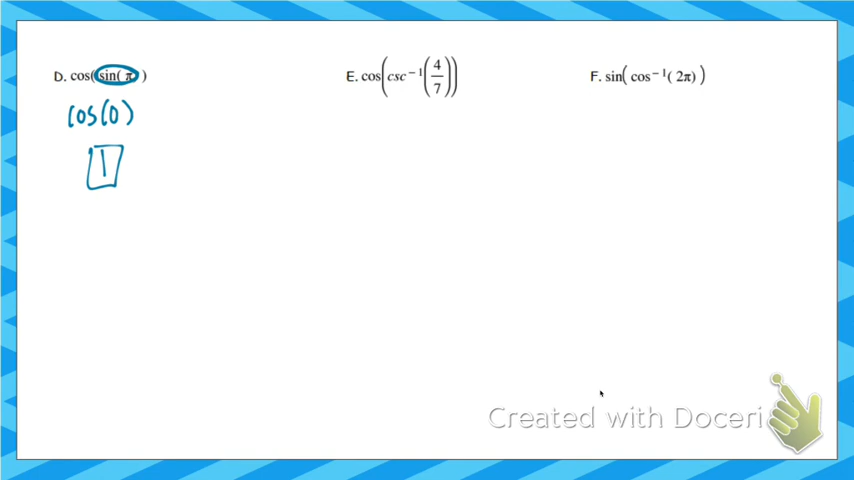 D. cos( sin( π ) E. cos(csc⁻¹(4/7)) F. sin( cos⁻¹( 2π) )
cos(0)
1
Created with Doceri